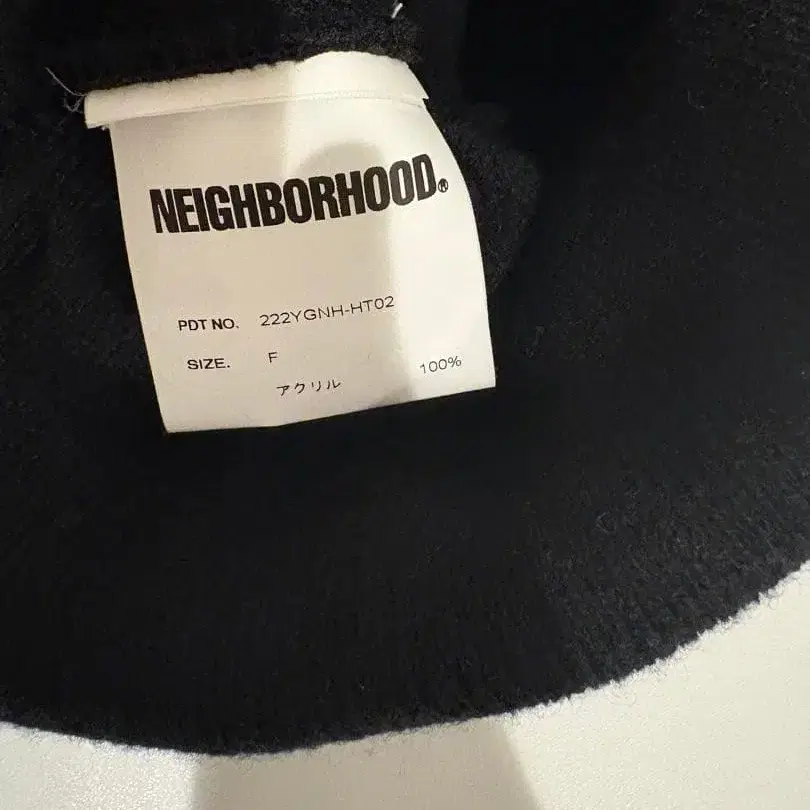 NEIGHBORHOOD®
PDT NO. 222YGNH-HT02
SIZE. F
アクリル 100%